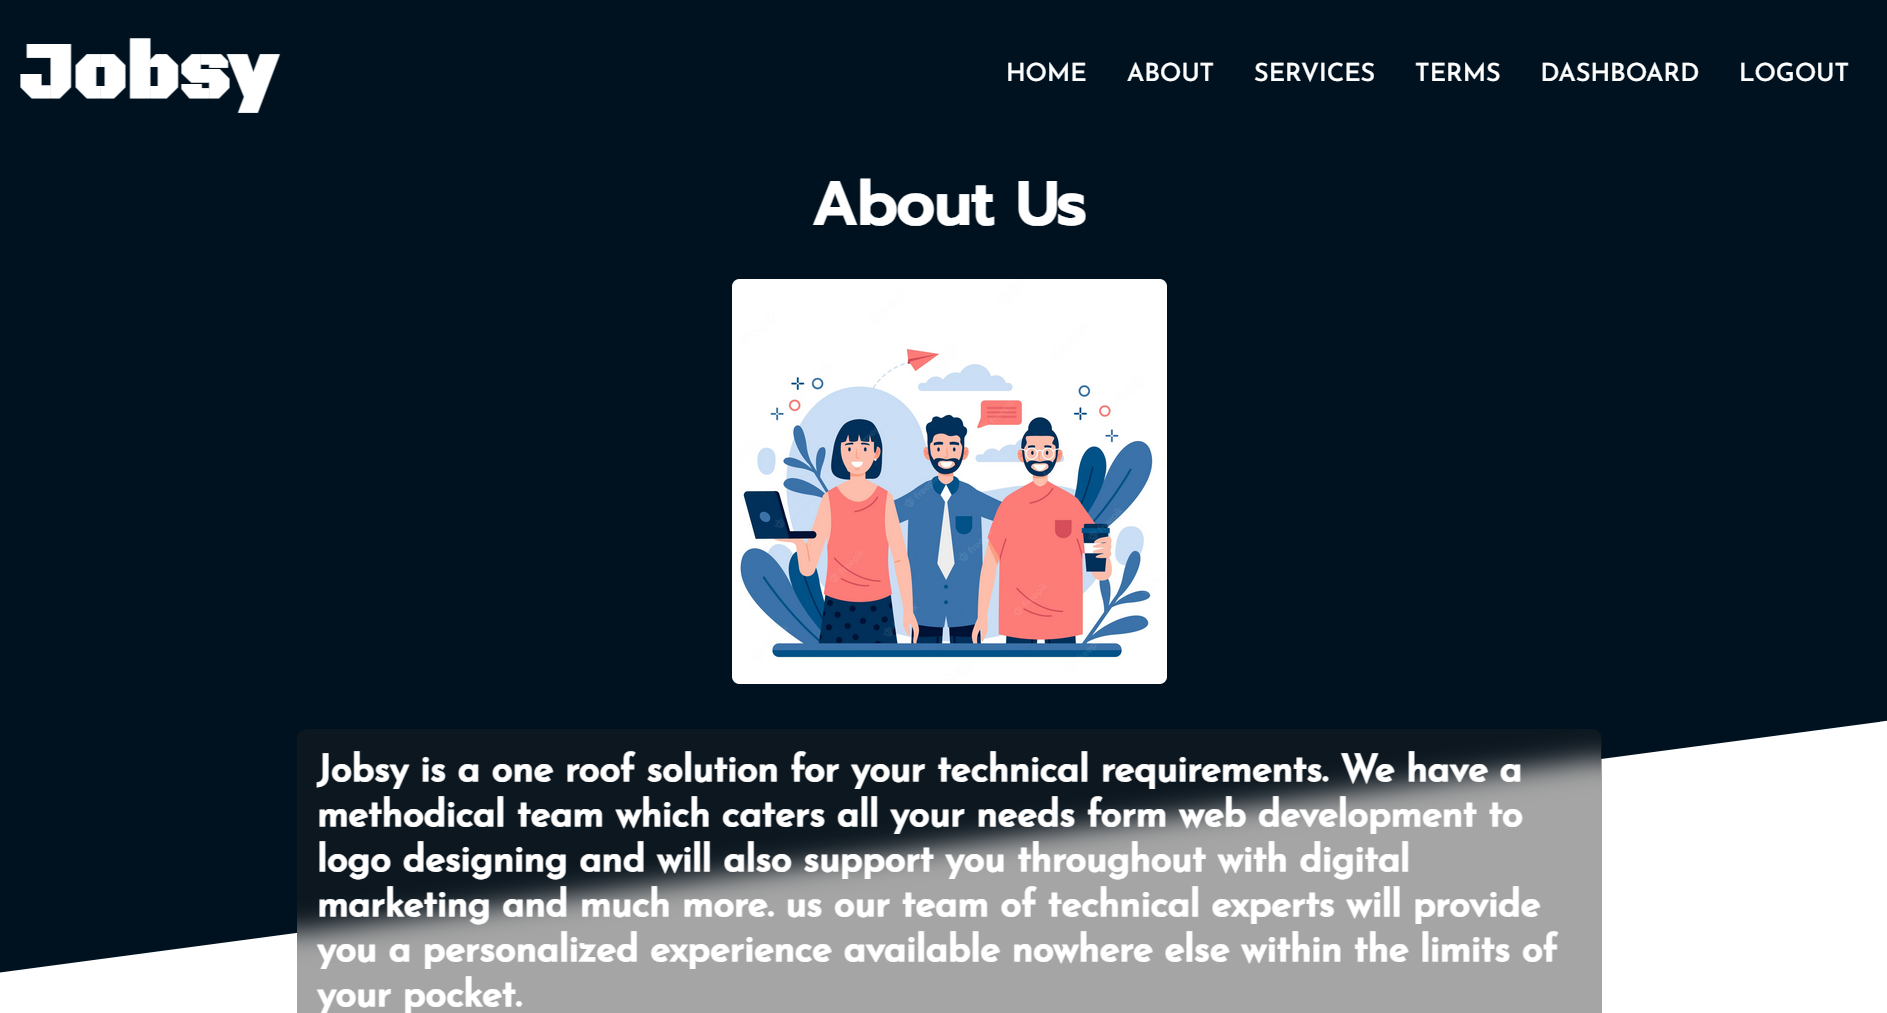 Jobsy
HOME ABOUT SERVICES TERMS DASHBOARD LOGOUT
About Us
Jobsy is a one roof solution for your technical requirements. We have a
methodical team which caters all your needs form web development to
logo designing and will also support you throughout with digital
marketing and much more. us our team of technical experts will provide
you a personalized experience available nowhere else within the limits of
your pocket.